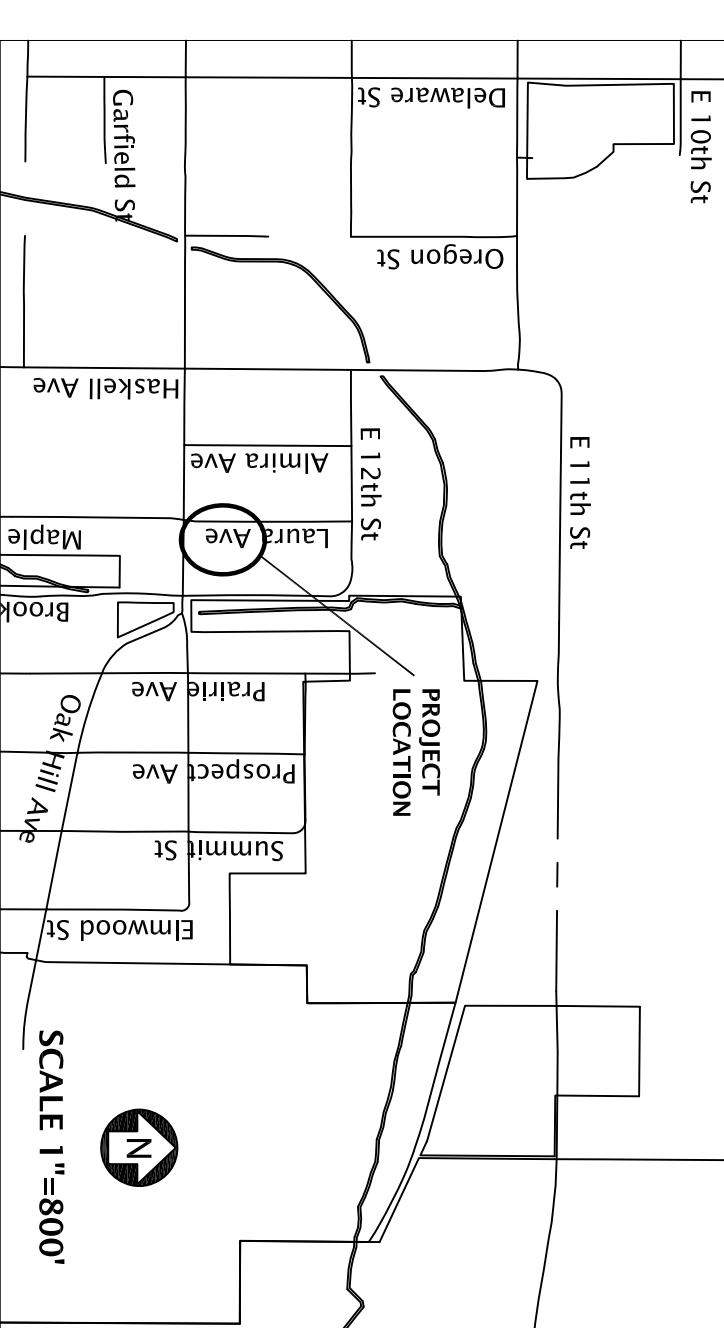 E 10th St
Delaware St
Garfield St
Oregon St
Haskell Ave
E 11th St
E 12th St
Almira Ave
Laura Ave
Maple
Brook
Prairie Ave
PROJECT
LOCATION
Oak Hill Ave
Prospect Ave
Summit St
Elmwood St
N
SCALE 1"=800'